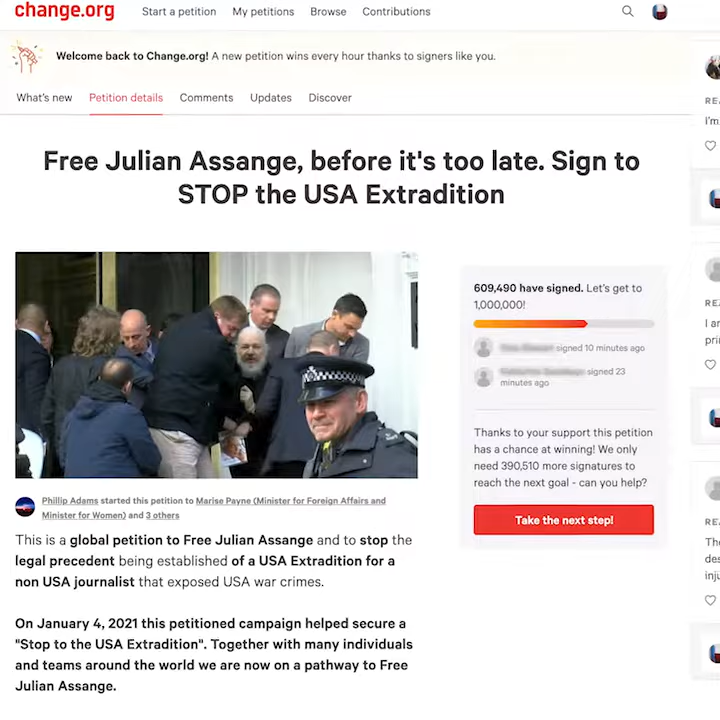 change.org
Start a petition
My petitions
Browse
Contributions
Welcome back to Change.org! A new petition wins every hour thanks to signers like you.
What's new
Petition details
Comments
Updates
Discover
Free Julian Assange, before it's too late. Sign to
STOP the USA Extradition
609,490 have signed. Let's get to
1,000,000!
signed 10 minutes ago
signed 23
minutes ago
Thanks to your support this petition
has a chance at winning! We only
need 390,510 more signatures to
reach the next goal - can you help?
Take the next step!
Phillip Adams started this petition to Marise Payne (Minister for Foreign Affairs and
Minister for Women) and 3 others
This is a global petition to Free Julian Assange and to stop the
legal precedent being established of a USA Extradition for a
non USA journalist that exposed USA war crimes.
On January 4, 2021 this petitioned campaign helped secure a
"Stop to the USA Extradition". Together with many individuals
and teams around the world we are now on a pathway to Free
Julian Assange.
I'm
I
The